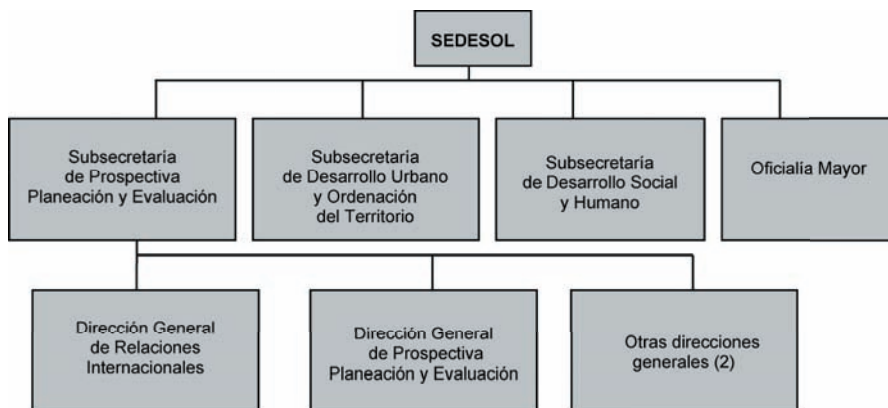 SEDESOL
Subsecretaría
de Prospectiva
Planeación y Evaluación
Subsecretaría
de Desarrollo Urbano
y Ordenación
del Territorio
Subsecretaría
de Desarrollo Social
y Humano
Oficialía Mayor
Dirección General
de Relaciones
Internacionales
Dirección General
de Prospectiva
Planeación y Evaluación
Otras direcciones
generales (2)